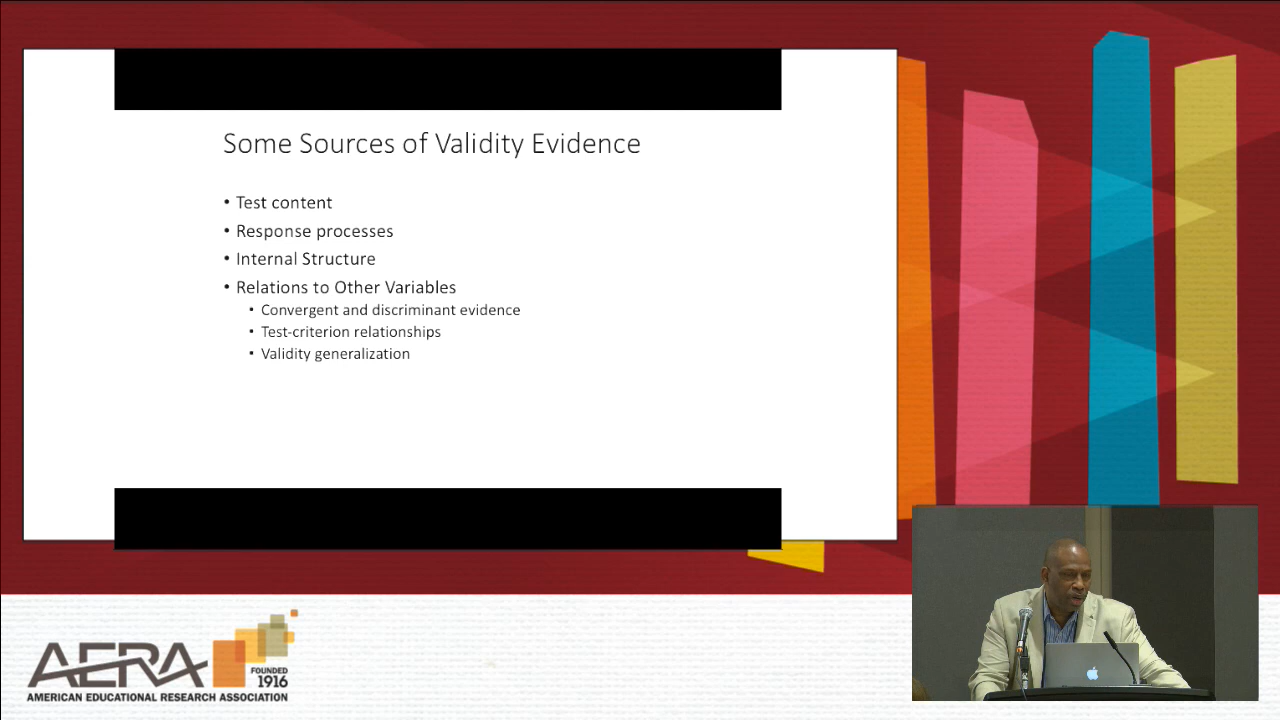 Some Sources of Validity Evidence
• Test content
• Response processes
• Internal Structure
• Relations to Other Variables
▪ Convergent and discriminant evidence
▪ Test-criterion relationships
▪ Validity generalization
AERA
FOUNDED
1916
AMERICAN EDUCATIONAL RESEARCH ASSOCIATION